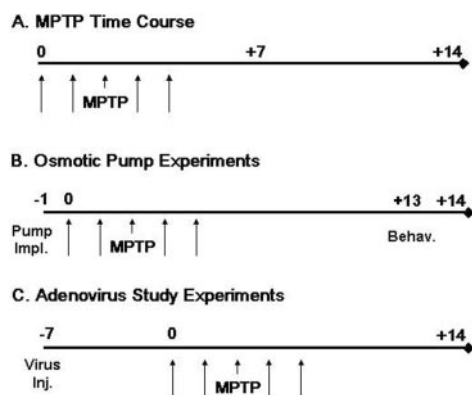 A. MPTP Time Course
0 +7 +14
MPTP
B. Osmotic Pump Experiments
-1 0 +13 +14
Pump Impl. MPTP Behav.
C. Adenovirus Study Experiments
-7 0 +14
Virus Inj. MPTP